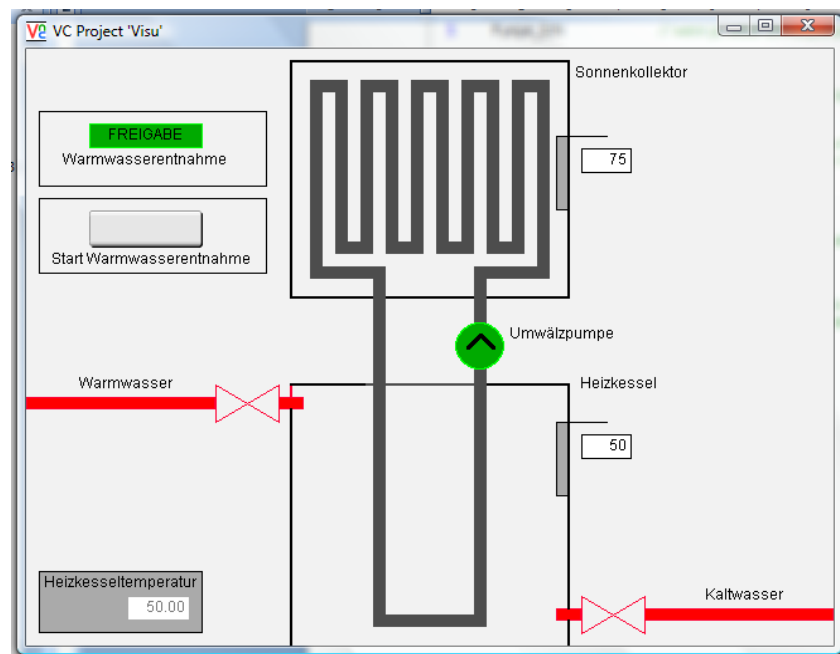 VC Project 'Visu'
Sonnenkollektor
FREIGABE
Warmwasserentnahme
75
Start Warmwasserentnahme
Umwälzpumpe
Warmwasser
Heizkessel
50
Heizkesseltemperatur
50.00
Kaltwasser